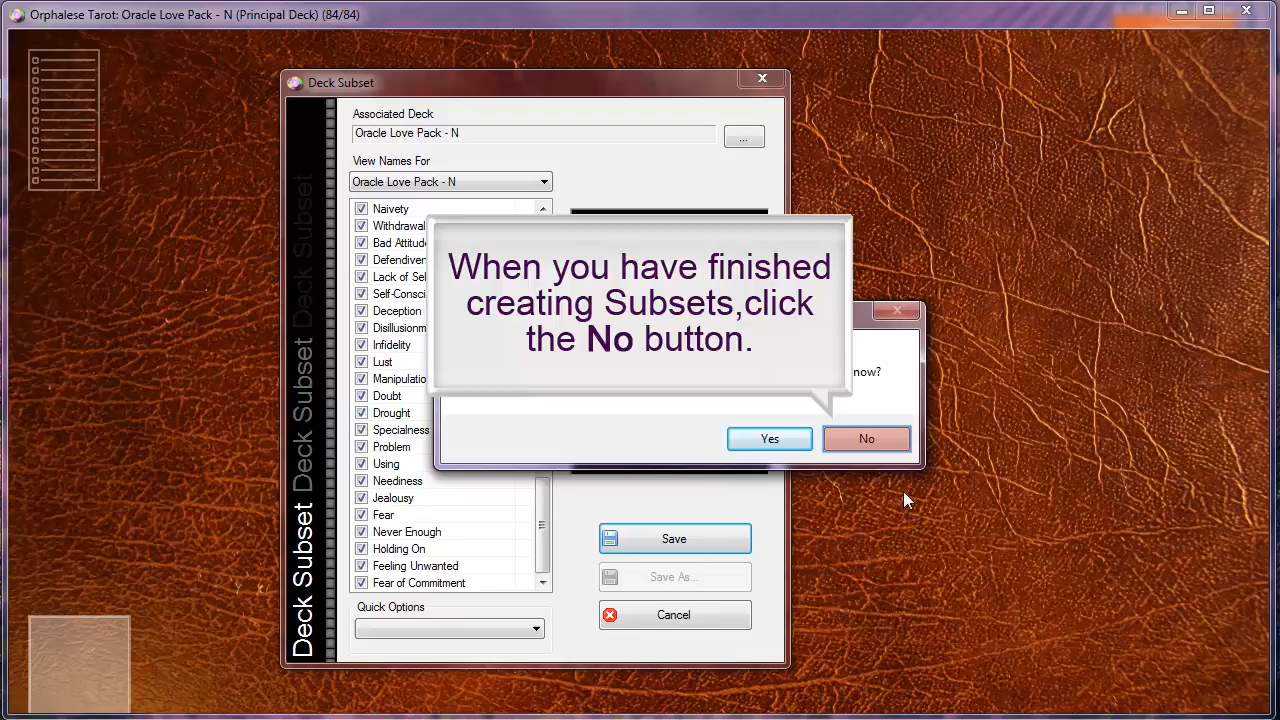 Orphalese Tarot: Oracle Love Pack - N (Principal Deck) (84/84)
Deck Subset
Associated Deck
Oracle Love Pack - N
...
View Names For
Oracle Love Pack - N
Naivety
Withdrawal
Bad Attitude
Lack of Sel
Self-Consci
Deception
Disillusionm
Infidelity
Lust
Manipulatio
Doubt
Drought
Specialness
Problem
Using
Neediness
Jealousy
Fear
Never Enough
Holding On
Feeling Unwanted
Fear of Commitment
Quick Options
When you have finished
creating Subsets,click
the No button.
now?
Yes
No
Save
Save As...
Cancel
Deck Subset Deck Subset Deck Subset